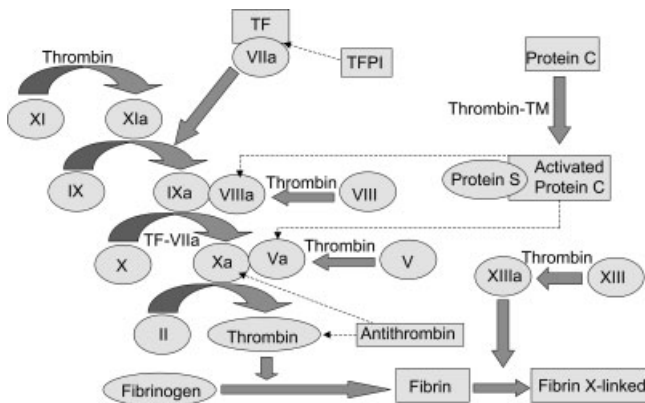 TF
VIIa
TFPI
Protein C
Thrombin
Thrombin-TM
XI
XIa
IX
IXa
VIIIa
Thrombin
VIII
Protein S
Activated
Protein C
TF-VIIa
X
Xa
Va
Thrombin
V
XIIIa
Thrombin
XIII
II
Thrombin
Antithrombin
Fibrinogen
Fibrin
Fibrin X-linked